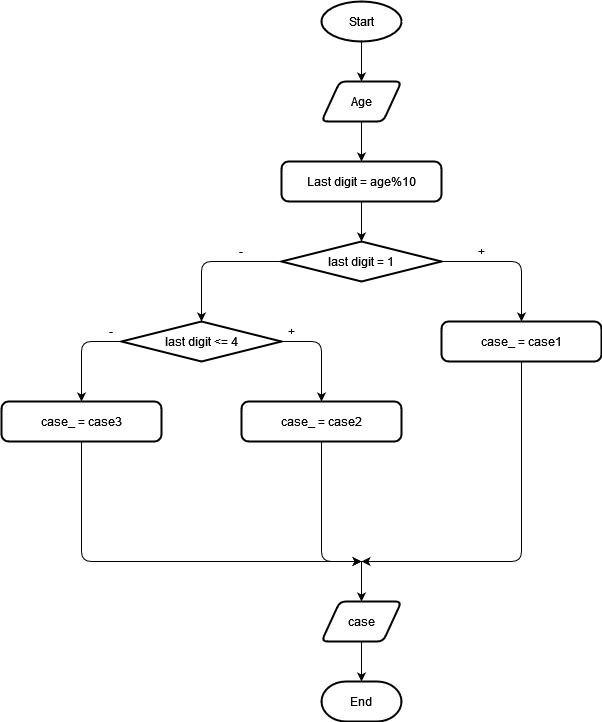 Start
Age
Last digit = age%10
-
+
last digit = 1
-
+
last digit <= 4
case_ = case1
case_ = case3
case_ = case2
case
End